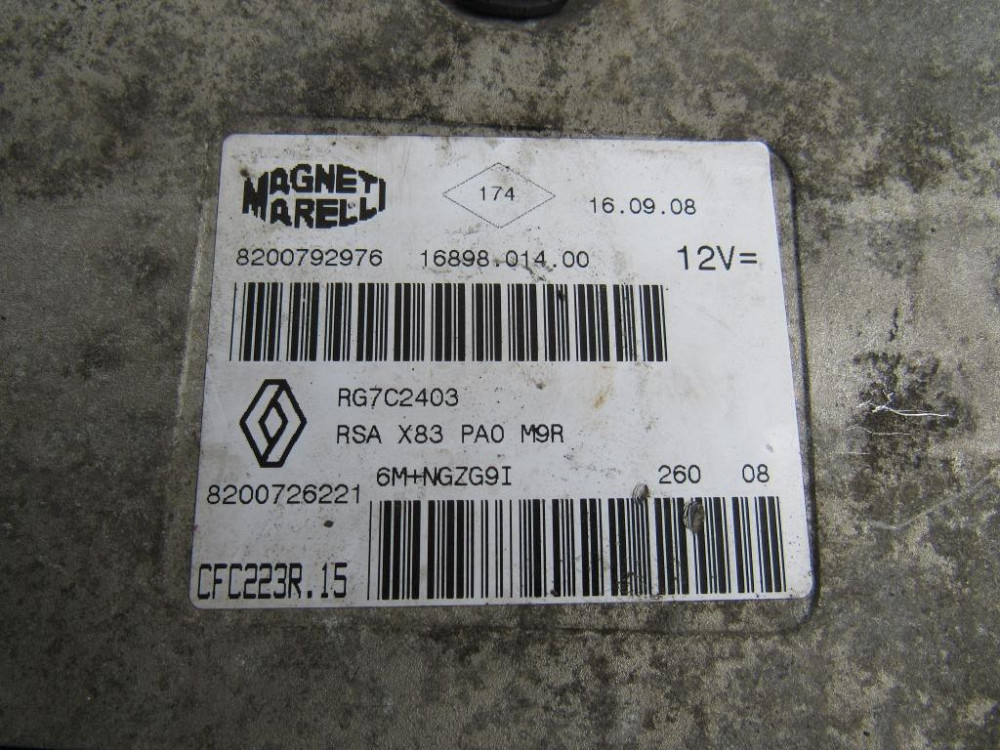 MAGNETI
MARELLI
174
16.09.08
8200792976 16898.014.00 12V=
RG7C2403
RSA X83 PA0 M9R
6M+NGZG9I 260 08
8200726221
CFC223R.15